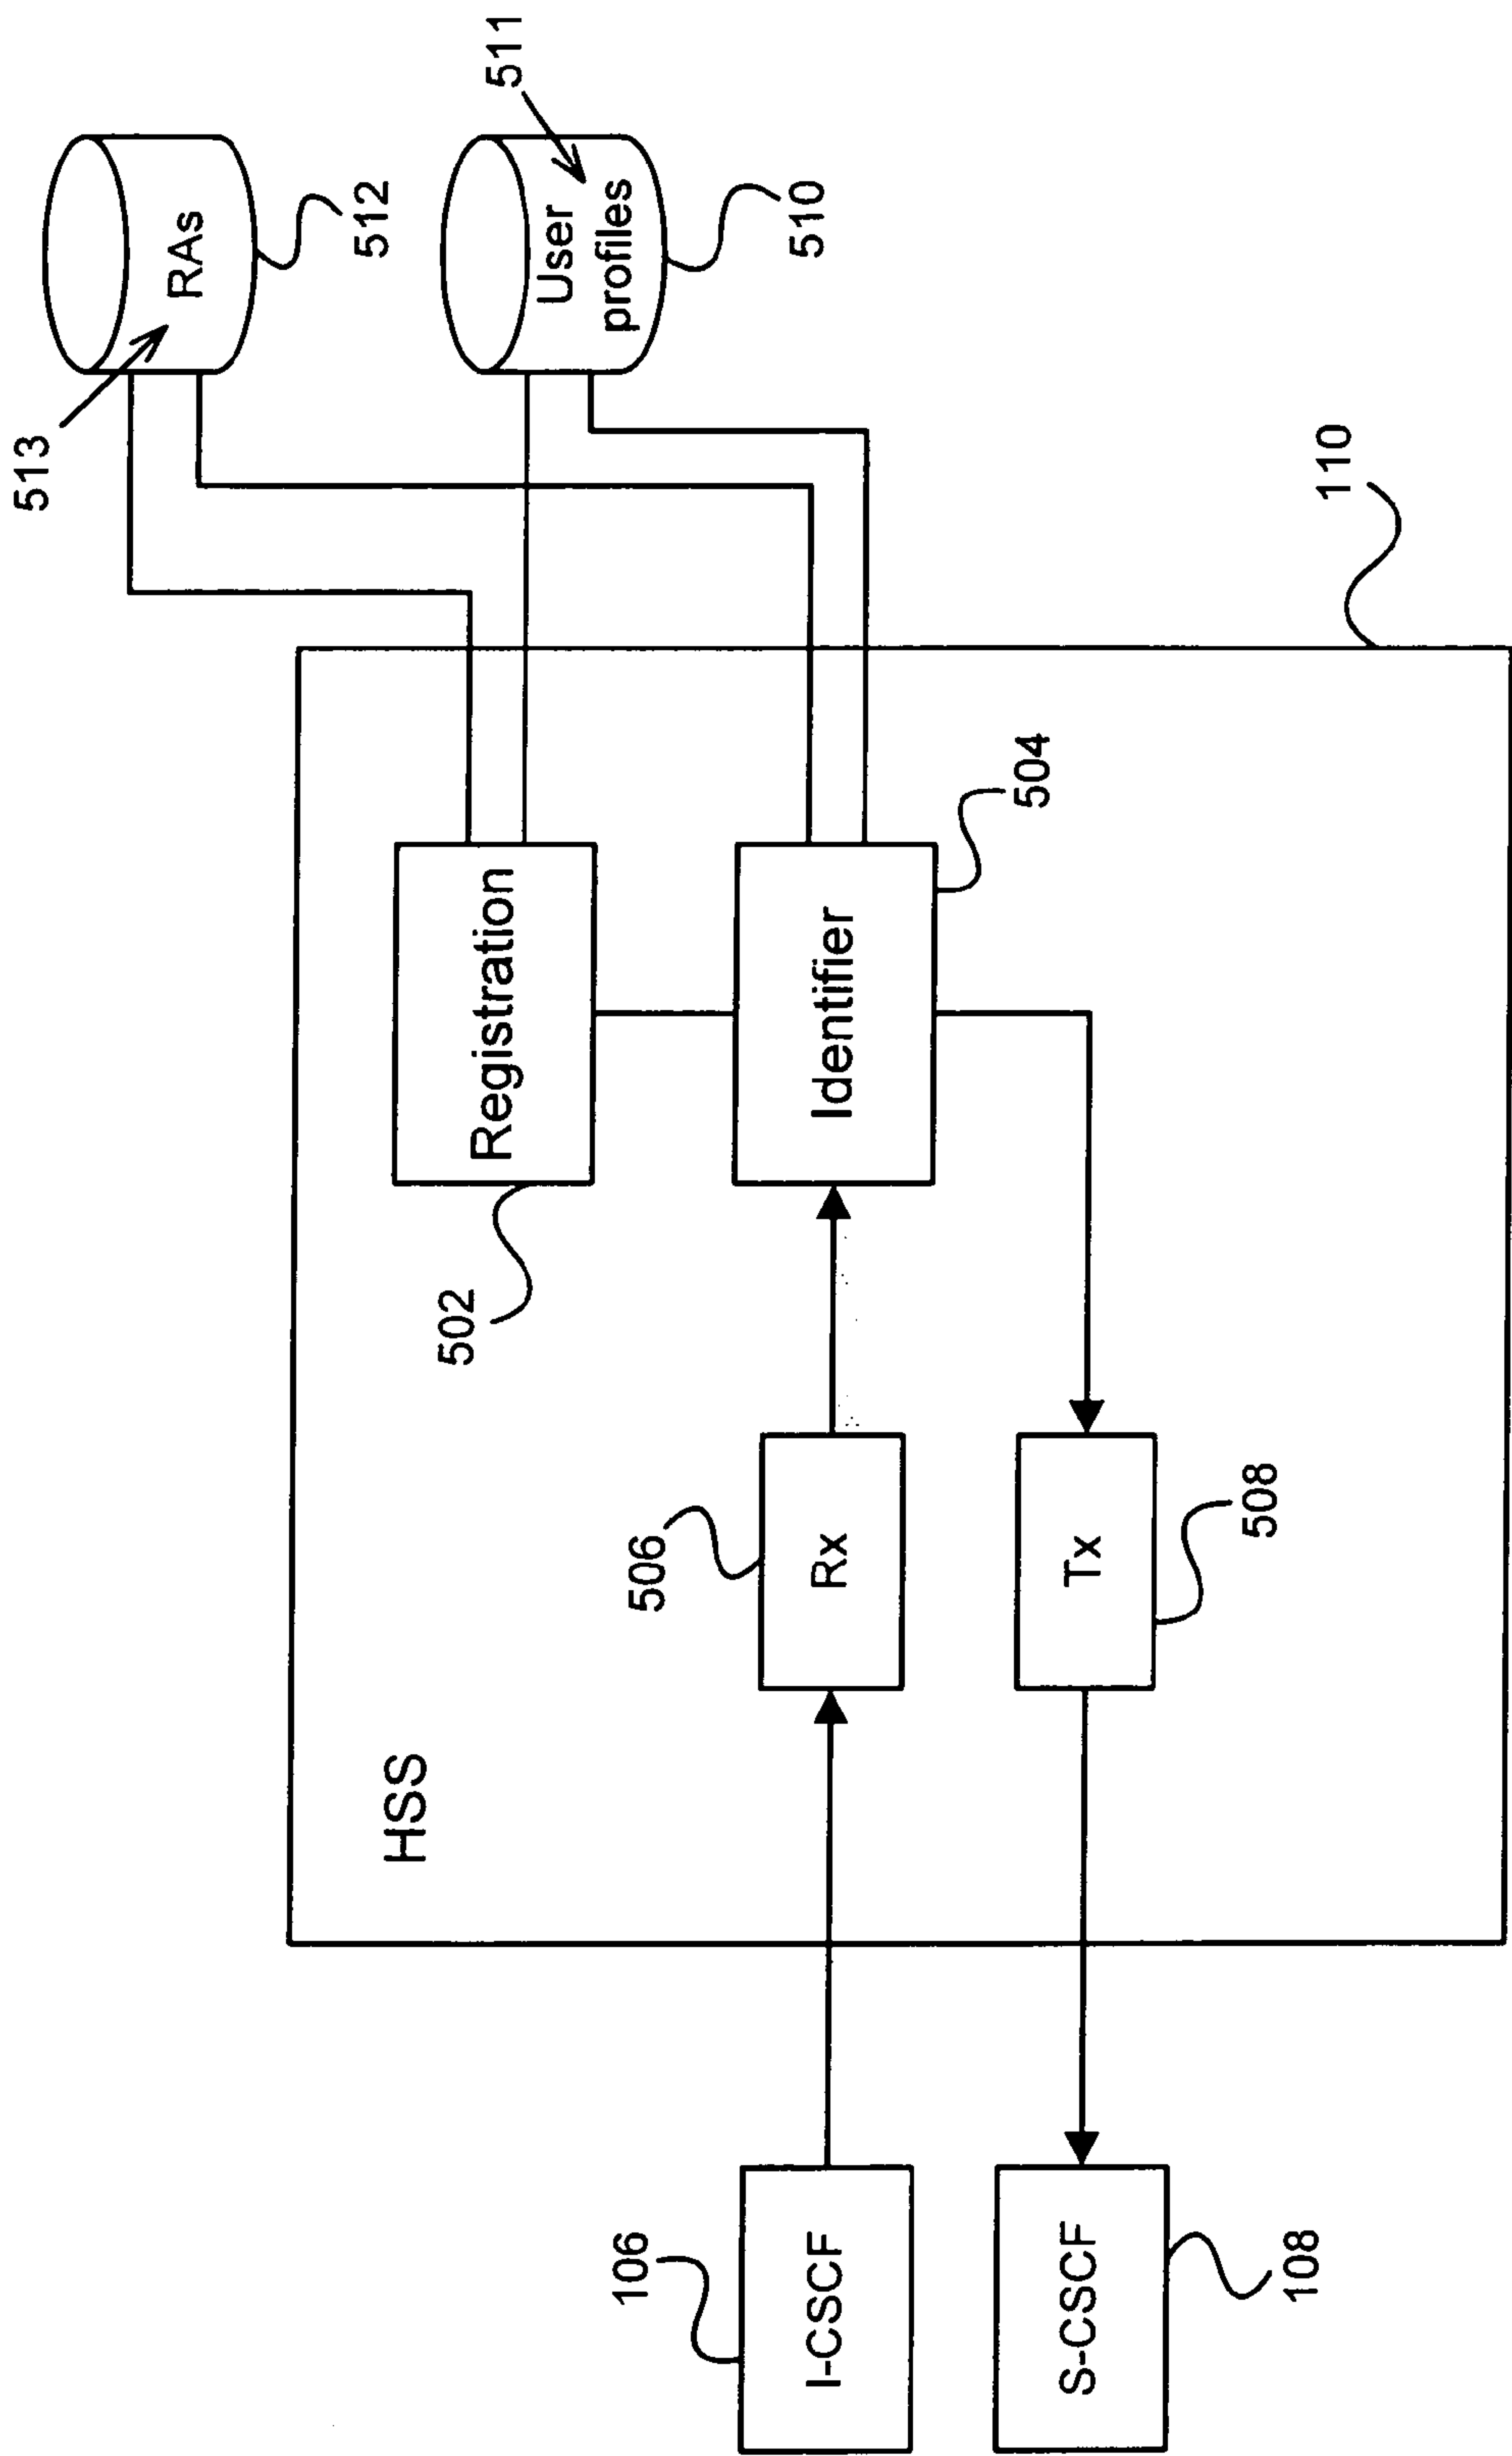 513
511
RAs
512
User
profiles
510
110
HSS
Registration
502
Identifier
504
506
Rx
Tx
508
106
I-CSCF
S-CSCF
108